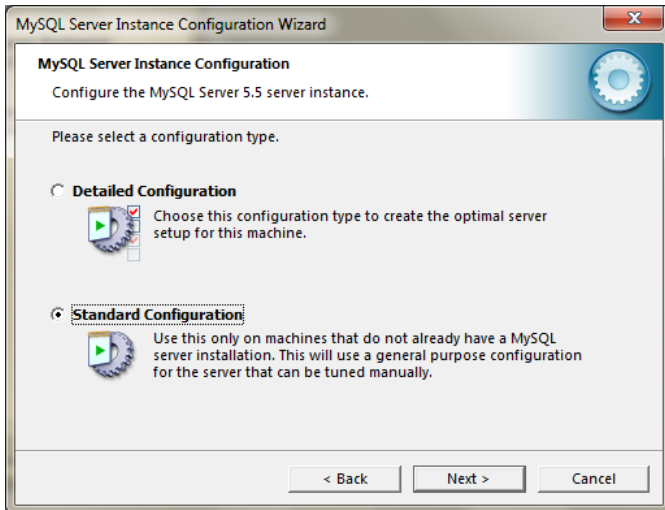 MySQL Server Instance Configuration Wizard
MySQL Server Instance Configuration
Configure the MySQL Server 5.5 server instance.
Please select a configuration type.
Detailed Configuration
Choose this configuration type to create the optimal server
setup for this machine.
Standard Configuration
Use this only on machines that do not already have a MySQL
server installation. This will use a general purpose configuration
for the server that can be tuned manually.
< Back
Next >
Cancel